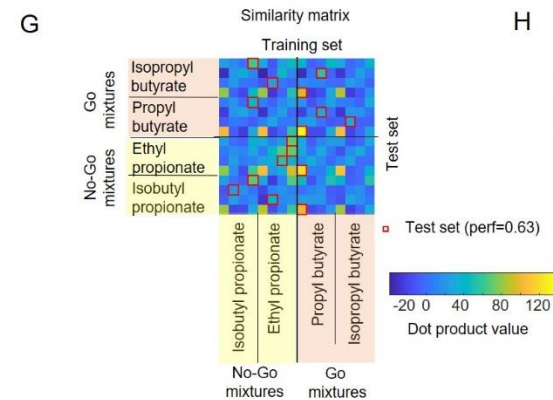 G
H
Similarity matrix
Training set
Isopropyl
butyrate
Propyl
butyrate
Ethyl
propionate
Isobutyl
propionate
Go
mixtures
No-Go
mixtures
Test set
Test set (perf=0.63)
-20 0 40 80 120
Dot product value
Isobutyl propionate
Ethyl propionate
Propyl butyrate
Isopropyl butyrate
No-Go
mixtures
Go
mixtures